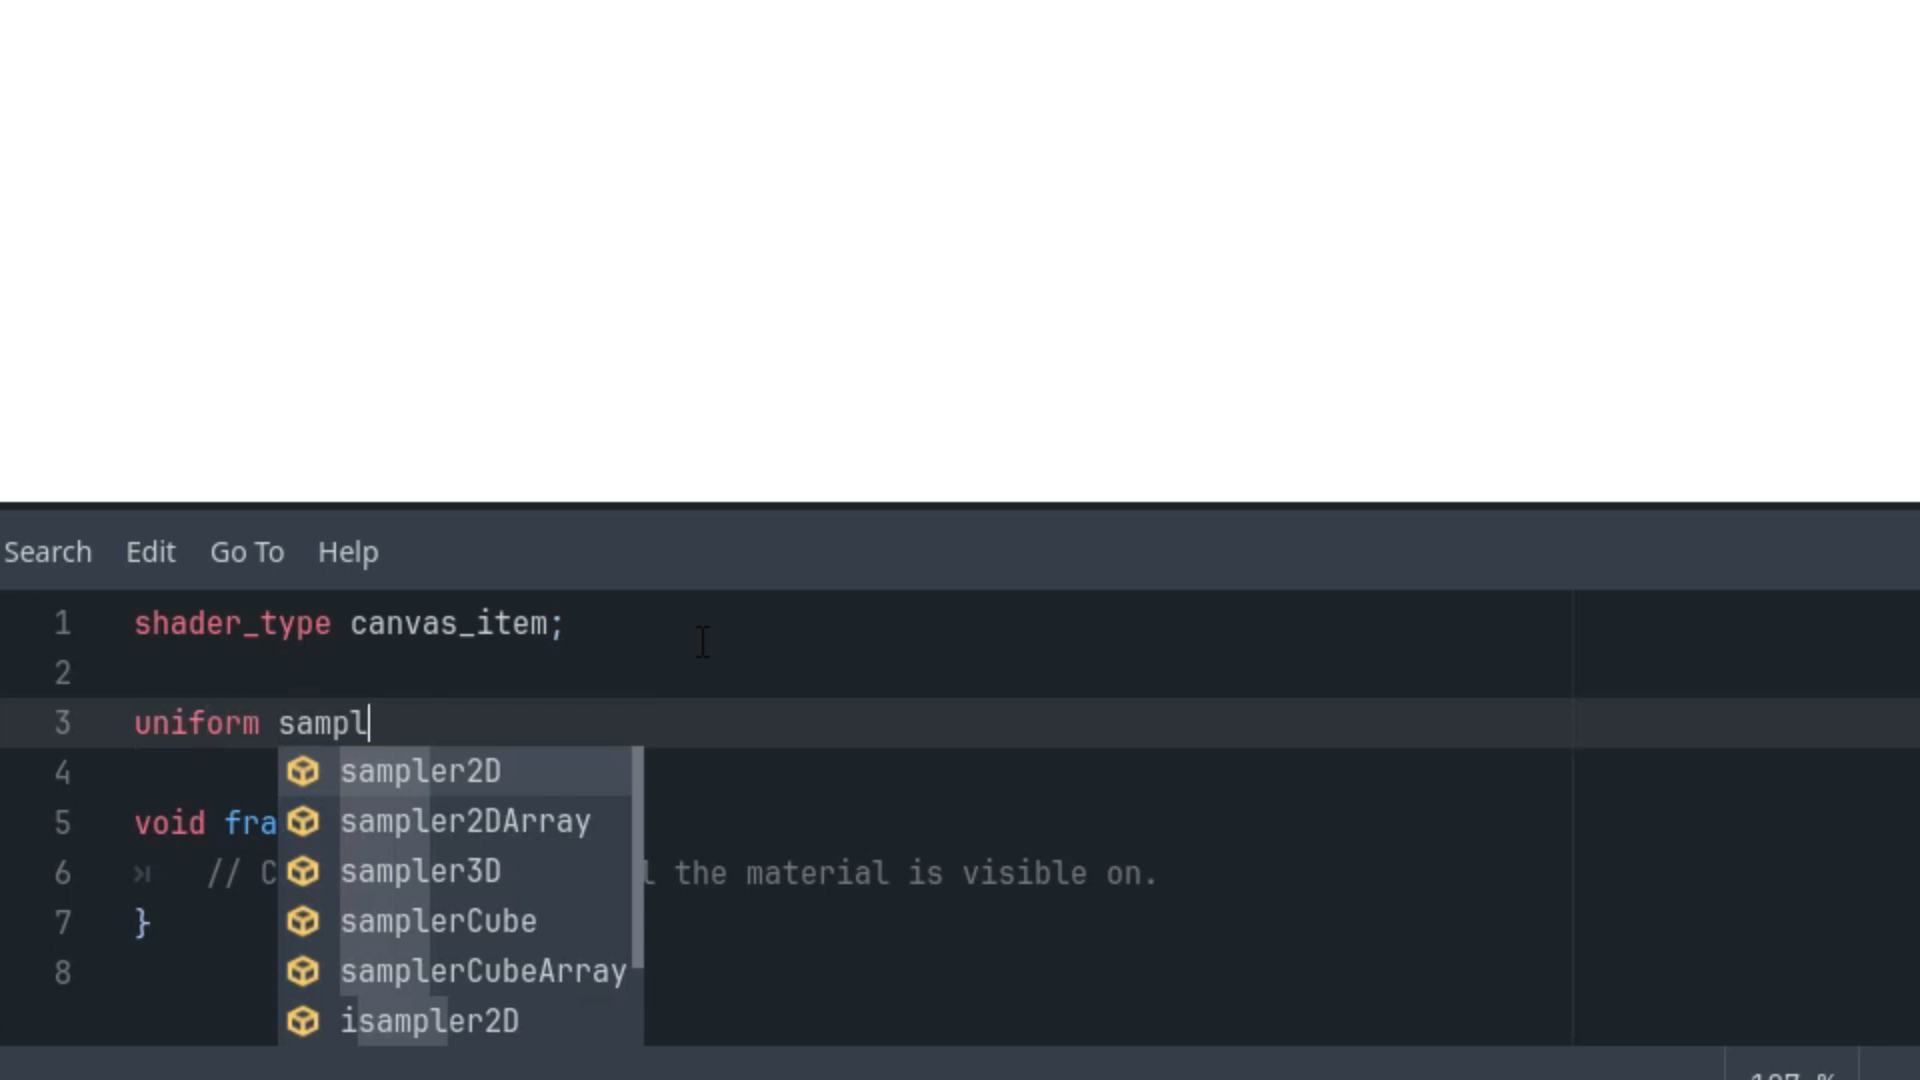 Search Edit Go To Help
1 shader_type canvas_item;
2
3 uniform sampl
sampler2D
4
sampler2DArray
5 void fra
sampler3D
6 // C l the material is visible on.
samplerCube
7 }
samplerCubeArray
8
isampler2D